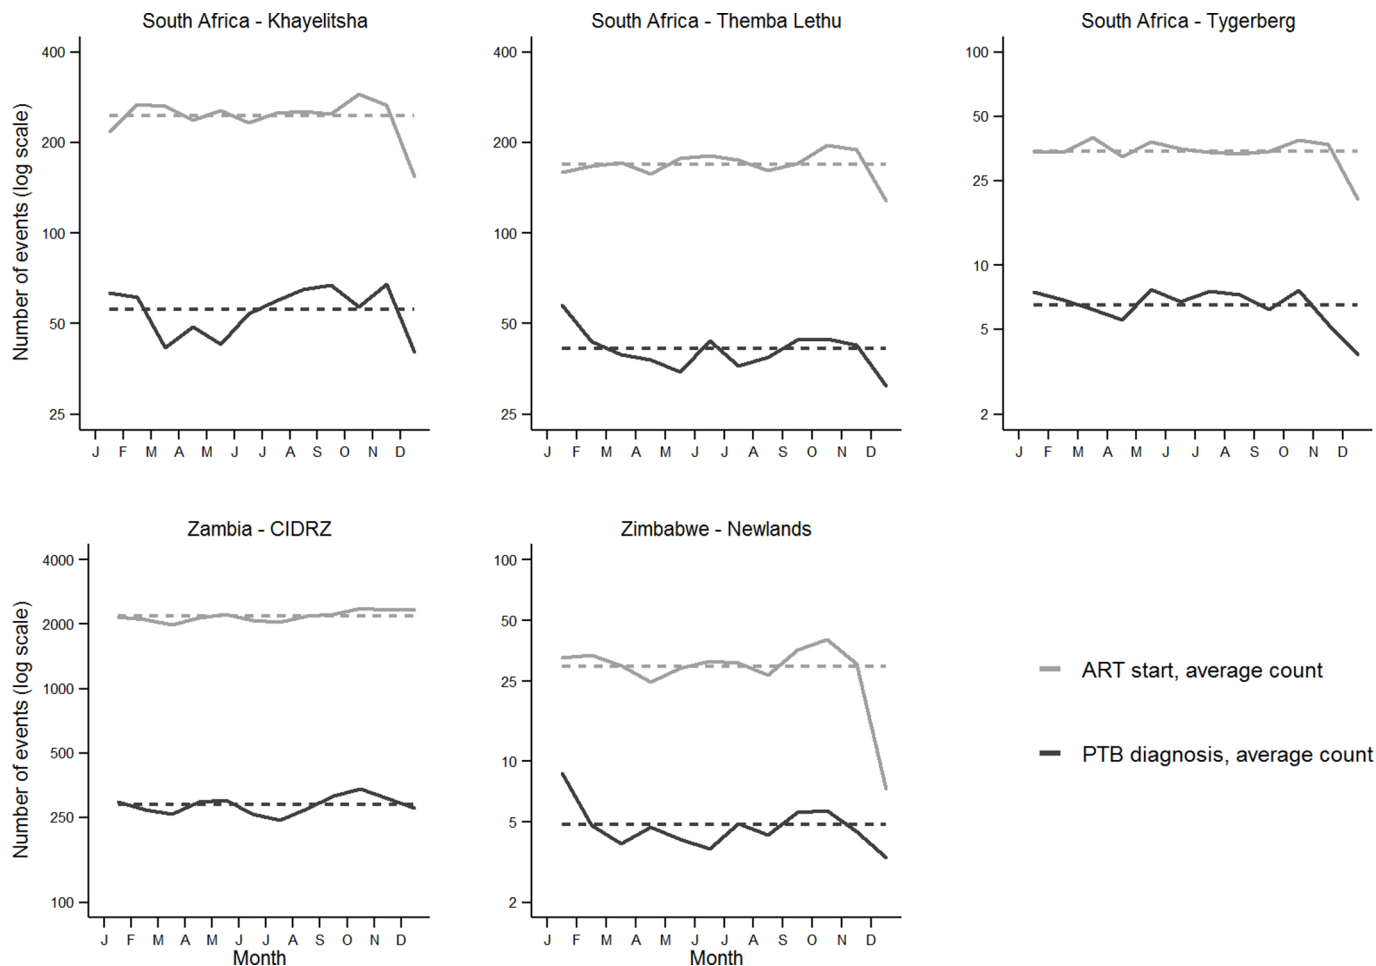 South Africa - Khayelitsha
South Africa - Themba Lethu
South Africa - Tygerberg
Number of events (log scale)
400
200
100
50
25
J F M A M J J A S O N D
400
200
100
50
25
J F M A M J J A S O N D
100
50
25
10
5
2
J F M A M J J A S O N D
Zambia - CIDRZ
Zimbabwe - Newlands
Number of events (log scale)
4000
2000
1000
500
250
100
J F M A M J J A S O N D
Month
100
50
25
10
5
2
J F M A M J J A S O N D
Month
ART start, average count
PTB diagnosis, average count